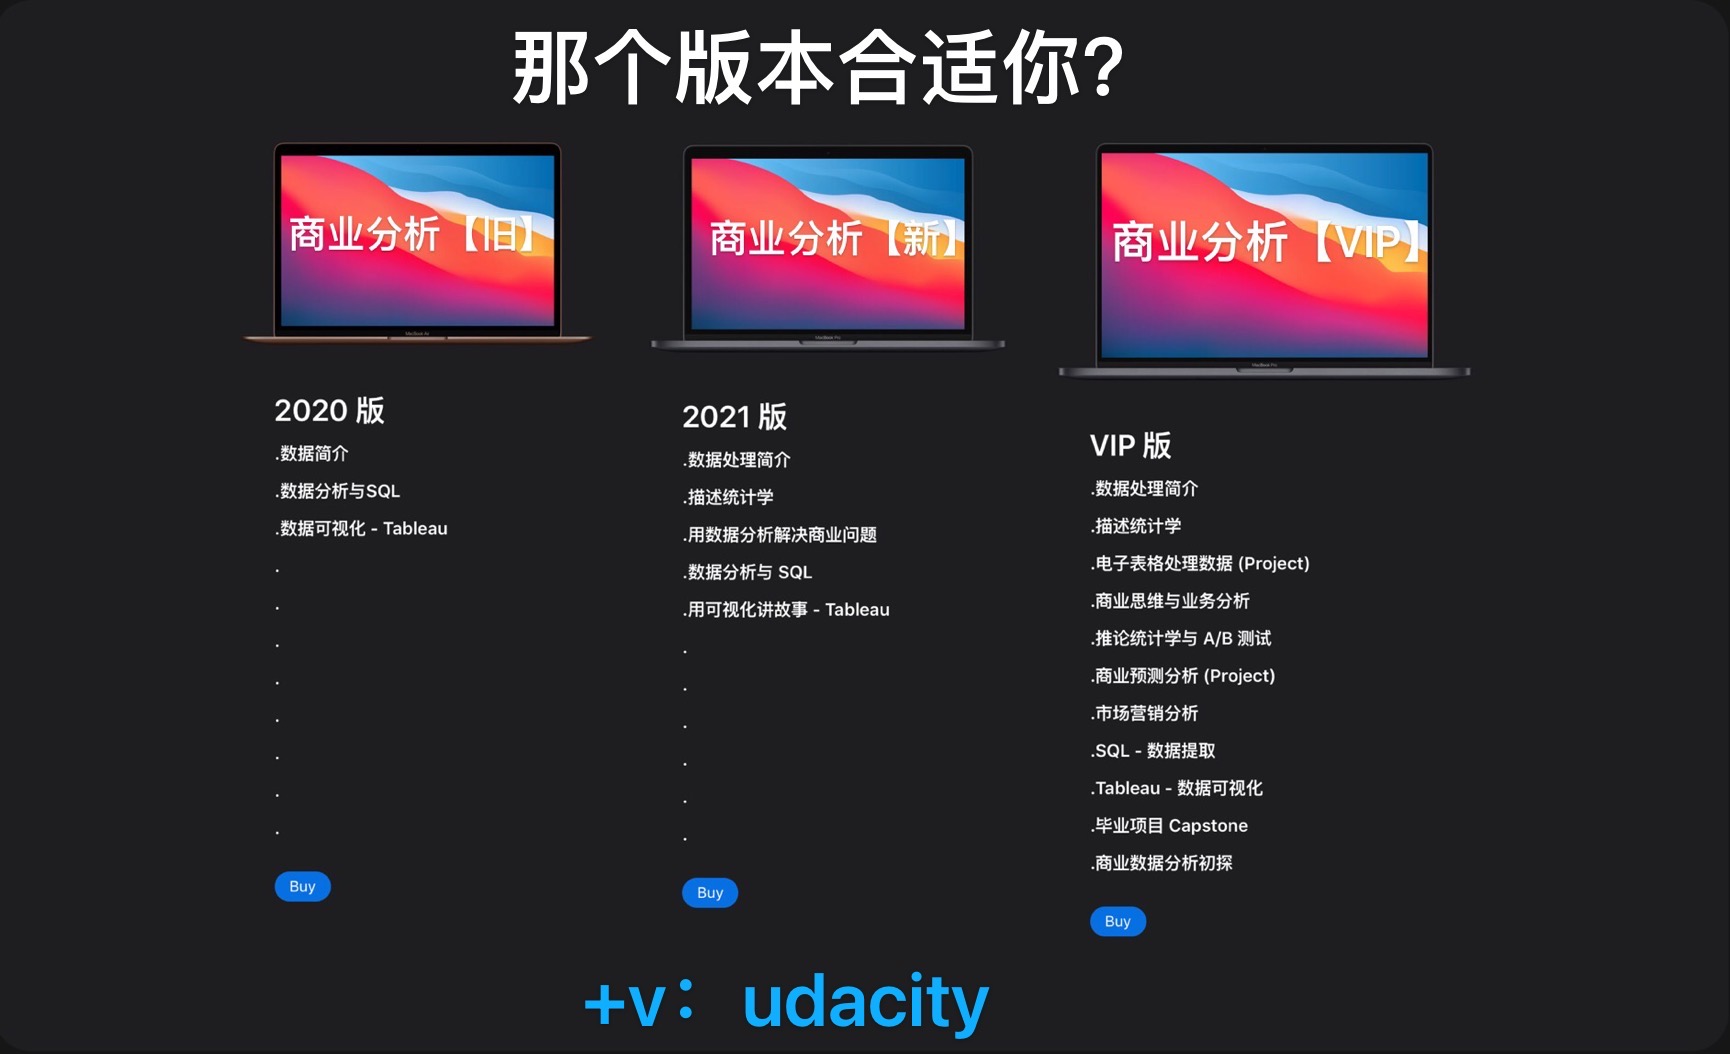 那个版本合适你?
商业分析【旧】
MacBook Air
2020 版
.数据简介
.数据分析与SQL
.数据可视化 - Tableau
.
.
.
.
.
.
.
.
Buy
商业分析【新】
MacBook Pro
2021 版
.数据处理简介
.描述统计学
.用数据分析解决商业问题
.数据分析与 SQL
.用可视化讲故事 - Tableau
.
.
.
.
.
.
Buy
商业分析【VIP】
MacBook Pro
VIP 版
.数据处理简介
.描述统计学
.电子表格处理数据 (Project)
.商业思维与业务分析
.推论统计学与 A/B 测试
.商业预测分析 (Project)
.市场营销分析
.SQL - 数据提取
.Tableau - 数据可视化
.毕业项目 Capstone
.商业数据分析初探
Buy
+v：udacity